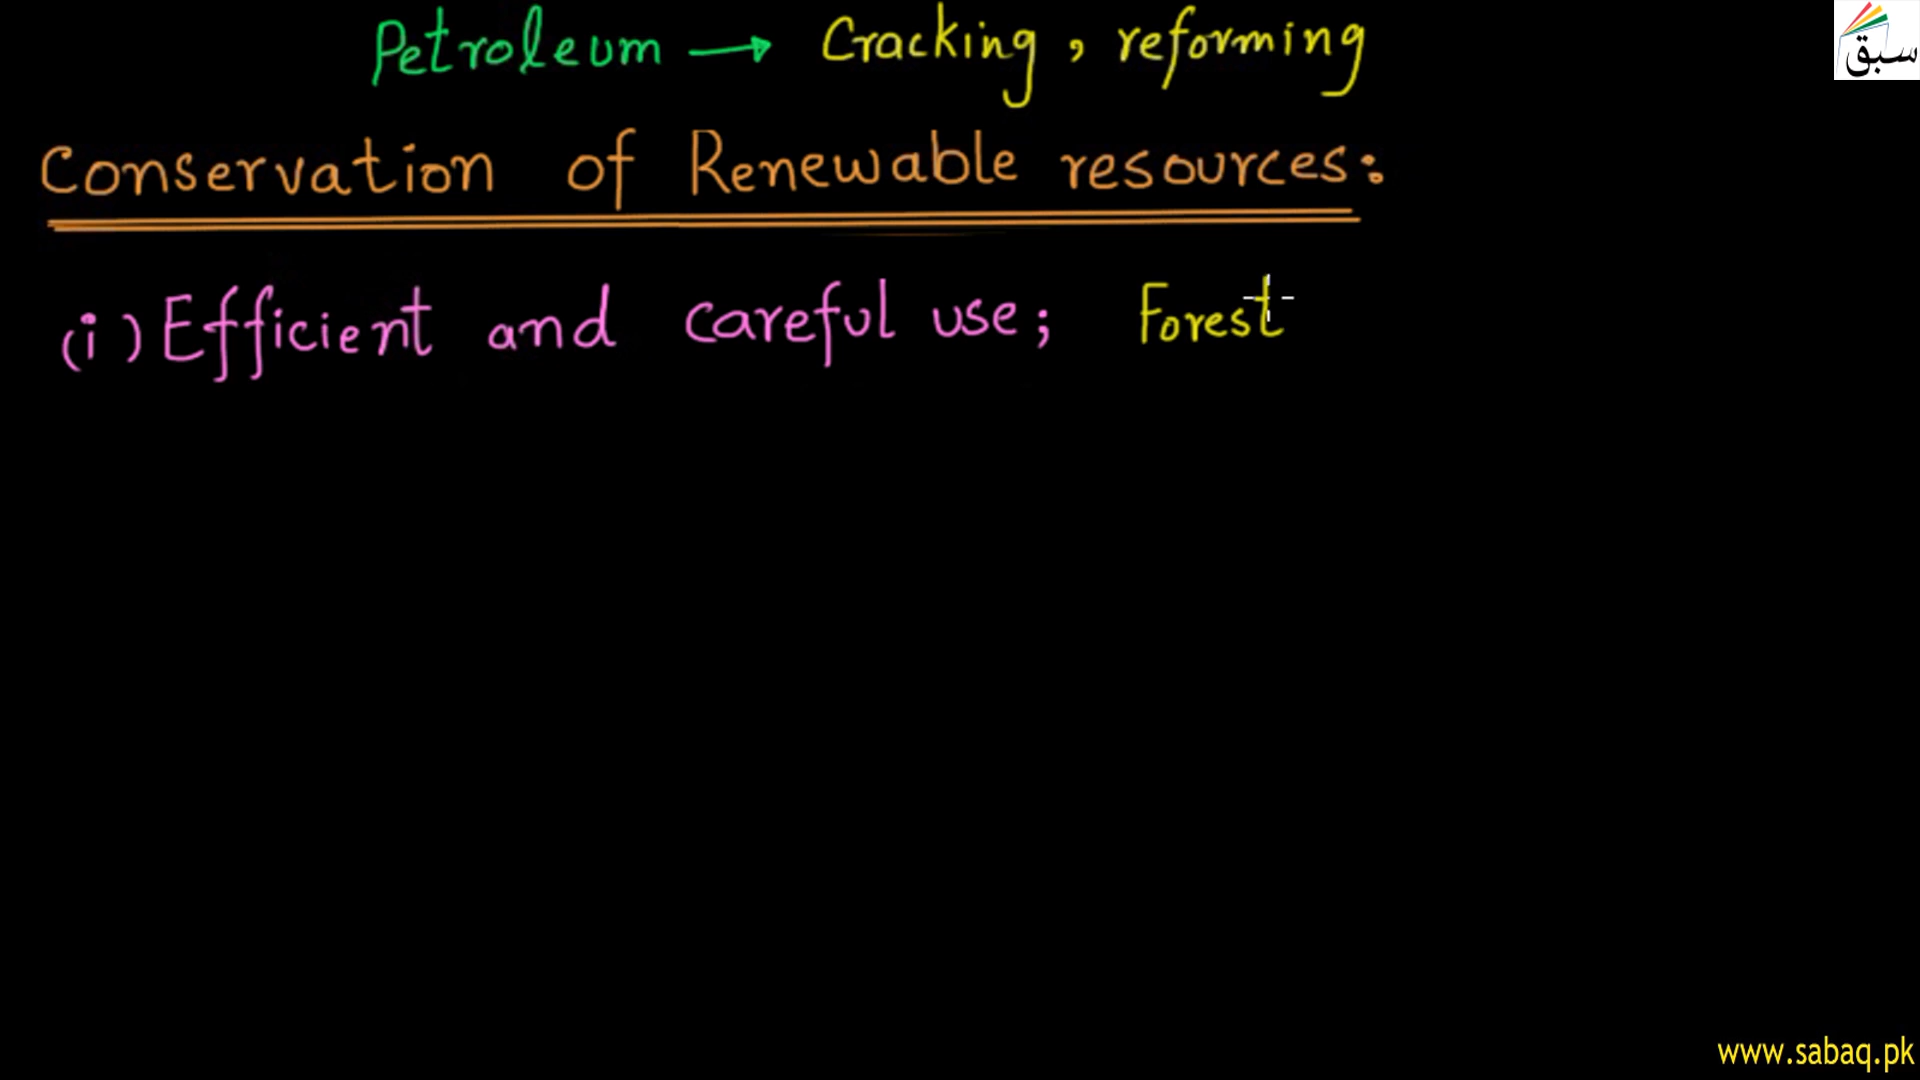 Petroleum → Cracking, reforming
سبق
Conservation of Renewable resources:
(i) Efficient and careful use; Forest
www.sabaq.pk